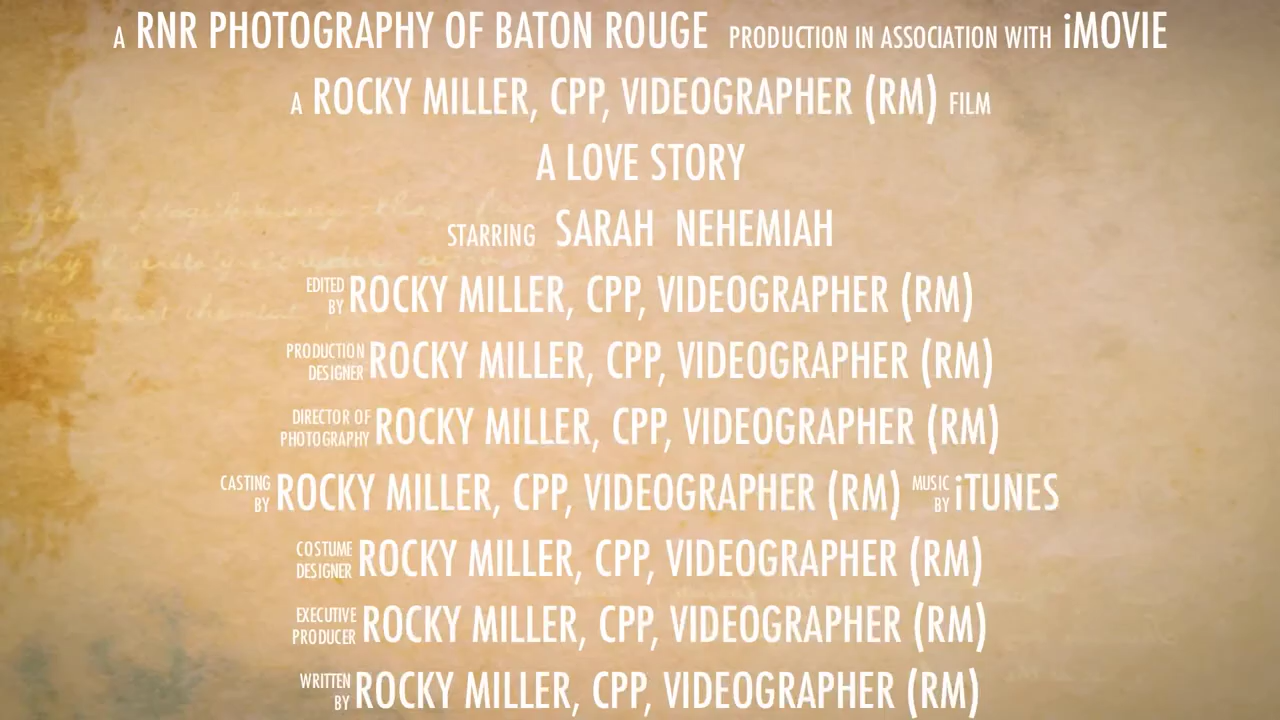 A RNR PHOTOGRAPHY OF BATON ROUGE PRODUCTION IN ASSOCIATION WITH iMOVIE
A ROCKY MILLER, CPP, VIDEOGRAPHER (RM) FILM
A LOVE STORY
STARRING SARAH NEHEMIAH
EDITED BY ROCKY MILLER, CPP, VIDEOGRAPHER (RM)
PRODUCTION DESIGNER ROCKY MILLER, CPP, VIDEOGRAPHER (RM)
DIRECTOR OF PHOTOGRAPHY ROCKY MILLER, CPP, VIDEOGRAPHER (RM)
CASTING BY ROCKY MILLER, CPP, VIDEOGRAPHER (RM) MUSIC BY iTUNES
COSTUME DESIGNER ROCKY MILLER, CPP, VIDEOGRAPHER (RM)
EXECUTIVE PRODUCER ROCKY MILLER, CPP, VIDEOGRAPHER (RM)
WRITTEN BY ROCKY MILLER, CPP, VIDEOGRAPHER (RM)